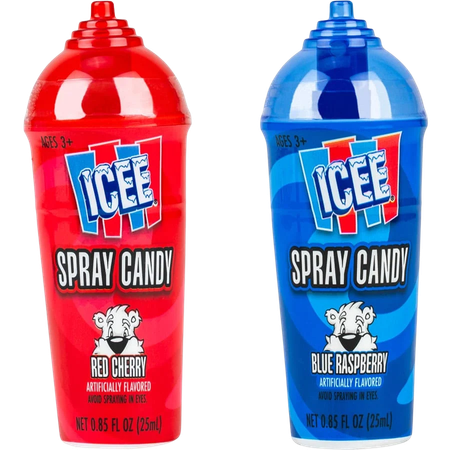 AGES 3+
ICEE
SPRAY CANDY
RED CHERRY
ARTIFICIALLY FLAVORED
AVOID SPRAYING IN EYES
NET 0.85 FL OZ (25mL)
AGES 3+
ICEE
SPRAY CANDY
BLUE RASPBERRY
ARTIFICIALLY FLAVORED
AVOID SPRAYING IN EYES
NET 0.85 FL OZ (25mL)